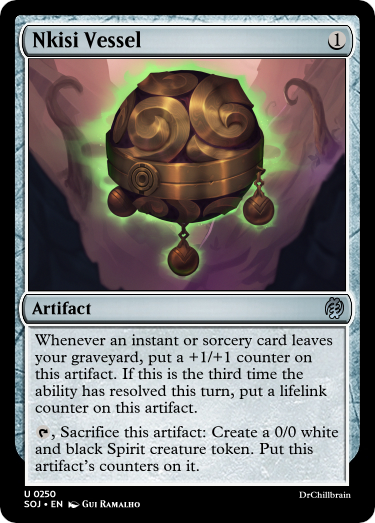 Nkisi Vessel
1
Artifact
Whenever an instant or sorcery card leaves
your graveyard, put a +1/+1 counter on
this artifact. If this is the third time the
ability has resolved this turn, put a lifelink
counter on this artifact.
, Sacrifice this artifact: Create a 0/0 white
and black Spirit creature token. Put this
artifact's counters on it.
U 0250
SOJ • EN Gui Ramalho
DrChillbrain